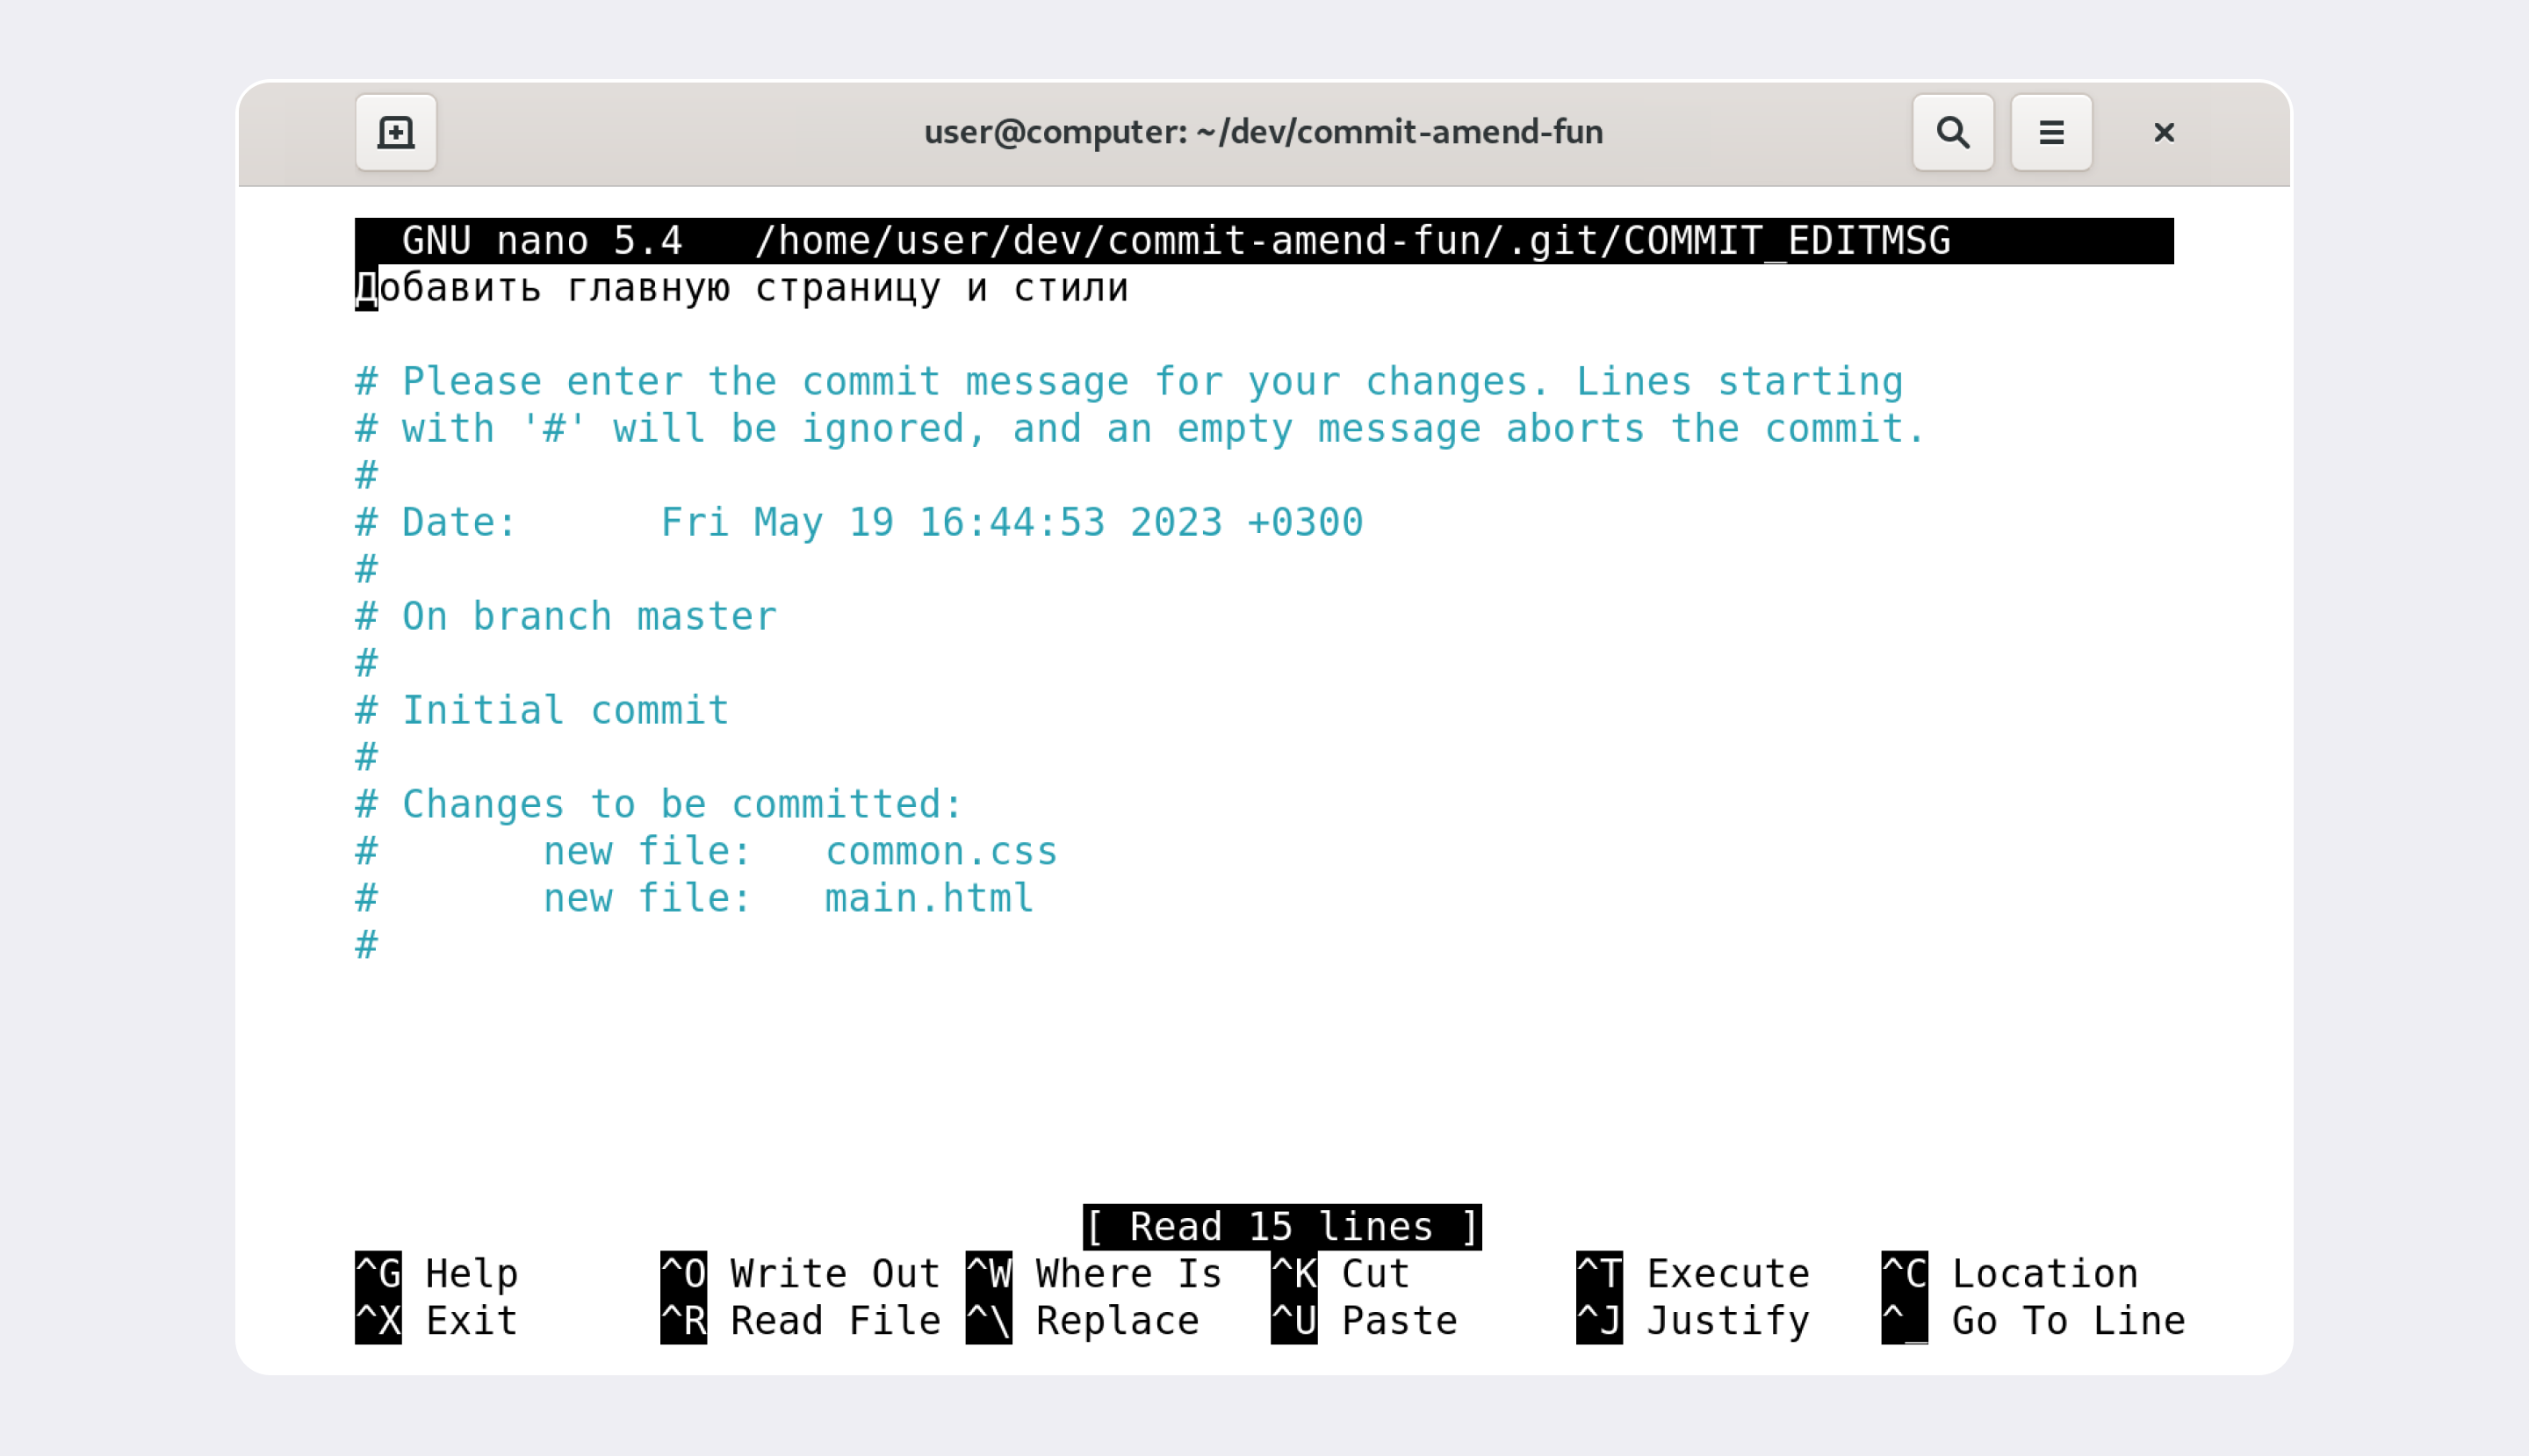 user@computer: ~/dev/commit-amend-fun
GNU nano 5.4   /home/user/dev/commit-amend-fun/.git/COMMIT_EDITMSG
Добавить главную страницу и стили

# Please enter the commit message for your changes. Lines starting
# with '#' will be ignored, and an empty message aborts the commit.
#
# Date:      Fri May 19 16:44:53 2023 +0300
#
# On branch master
#
# Initial commit
#
# Changes to be committed:
#       new file:   common.css
#       new file:   main.html
#
[ Read 15 lines ]
^G Help      ^O Write Out ^W Where Is  ^K Cut       ^T Execute   ^C Location
^X Exit      ^R Read File ^\ Replace   ^U Paste     ^J Justify   ^_ Go To Line